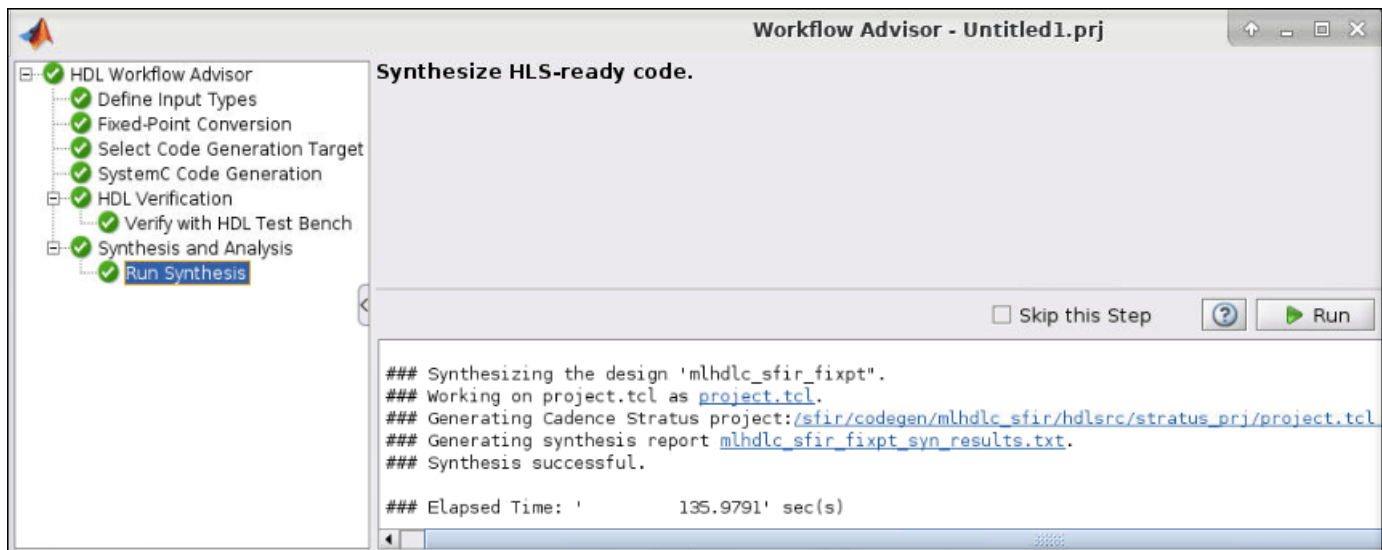 Workflow Advisor - Untitled1.prj
HDL Workflow Advisor
Define Input Types
Fixed-Point Conversion
Select Code Generation Target
SystemC Code Generation
HDL Verification
Verify with HDL Test Bench
Synthesis and Analysis
Run Synthesis
Synthesize HLS-ready code.
Skip this Step
? Run
### Synthesizing the design 'mlhdlc_sfir_fixpt".
### Working on project.tcl as project.tcl.
### Generating Cadence Stratus project:/sfir/codegen/mlhdlc_sfir/hdlsrc/stratus_prj/project.tcl
### Generating synthesis report mlhdlc_sfir_fixpt_syn_results.txt.
### Synthesis successful.
### Elapsed Time: '         135.9791' sec(s)